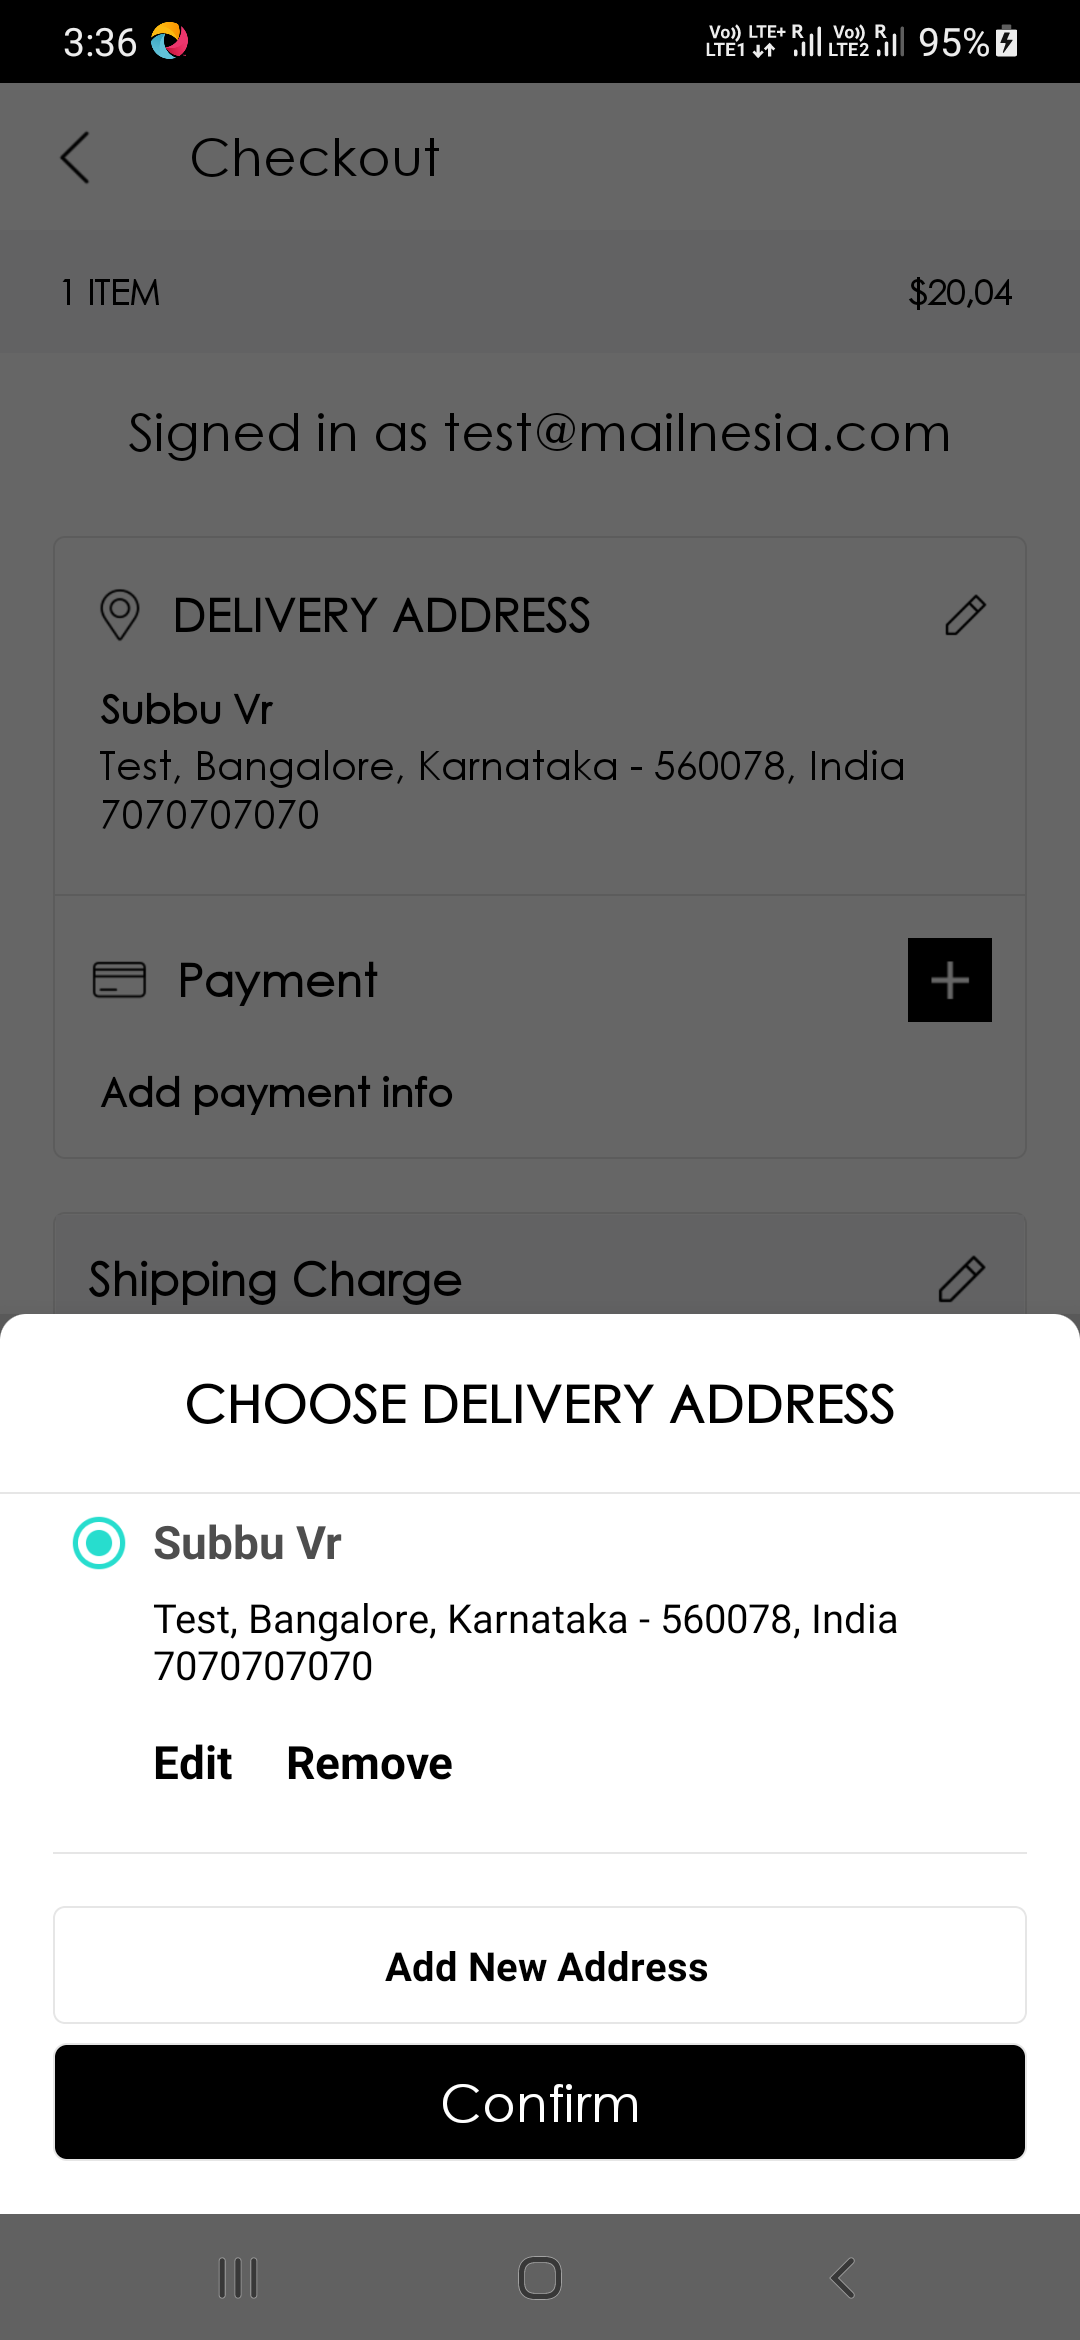 3:36
Vo)) LTE+ R Vo)) R 95%
LTE1 LTE2
Checkout
1 ITEM $20,04
Signed in as test@mailnesia.com
DELIVERY ADDRESS
Subbu Vr
Test, Bangalore, Karnataka - 560078, India
7070707070
Payment
Add payment info
Shipping Charge
CHOOSE DELIVERY ADDRESS
Subbu Vr
Test, Bangalore, Karnataka - 560078, India
7070707070
Edit Remove
Add New Address
Confirm